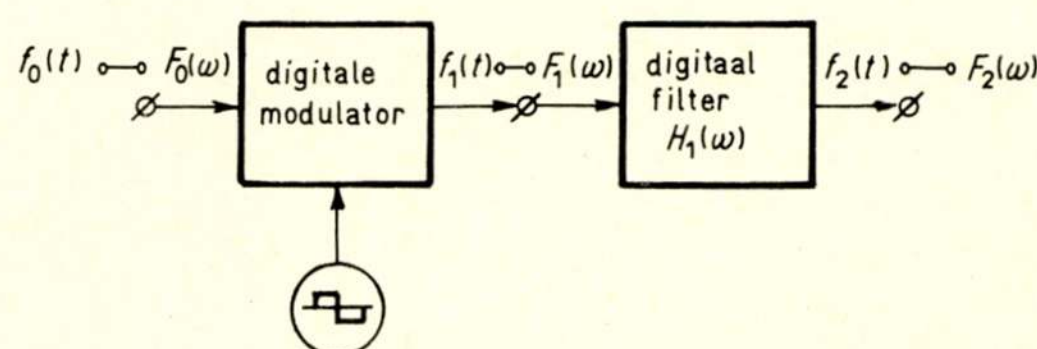 f₀(t) F₀(ω)
digitale
modulator
f₁(t) F₁(ω)
digitaal
filter
H₁(ω)
f₂(t) F₂(ω)